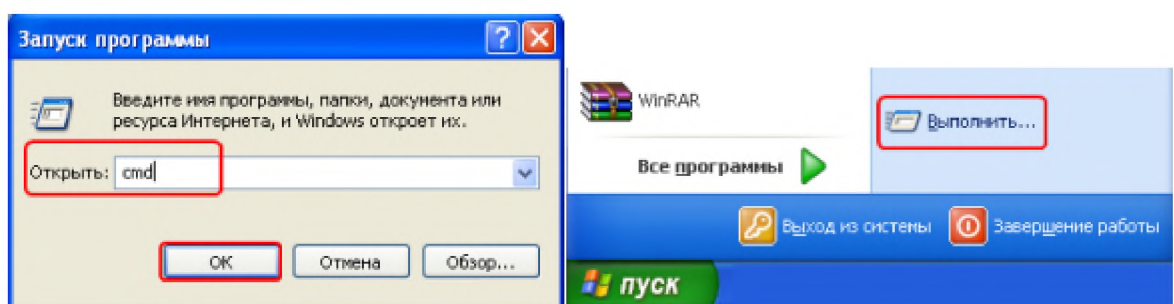 Запуск программы
Введите имя программы, папки, документа или
ресурса Интернета, и Windows откроет их.
Открыть: cmd
ОК Отмена Обзор...
WinRAR
Выполнить...
Все программы
Выход из системы Завершение работы
пуск